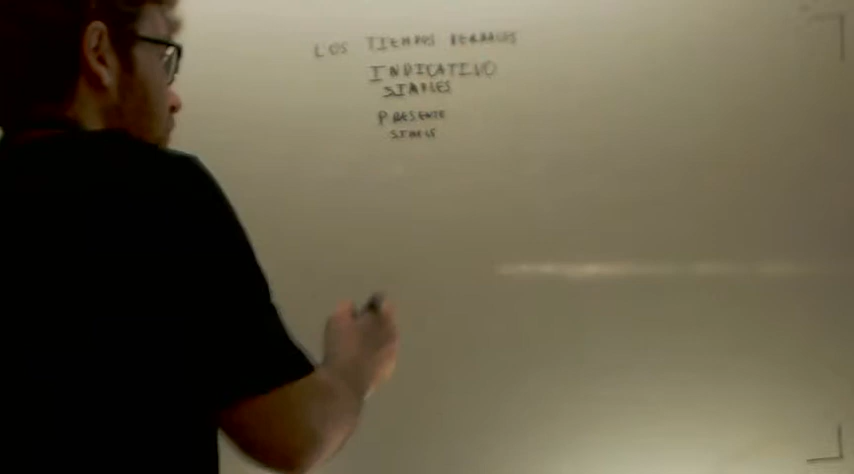 LOS TIEMPOS VERBALES
INDICATIVO
SIMPLES
PRESENTE
SIMPLE